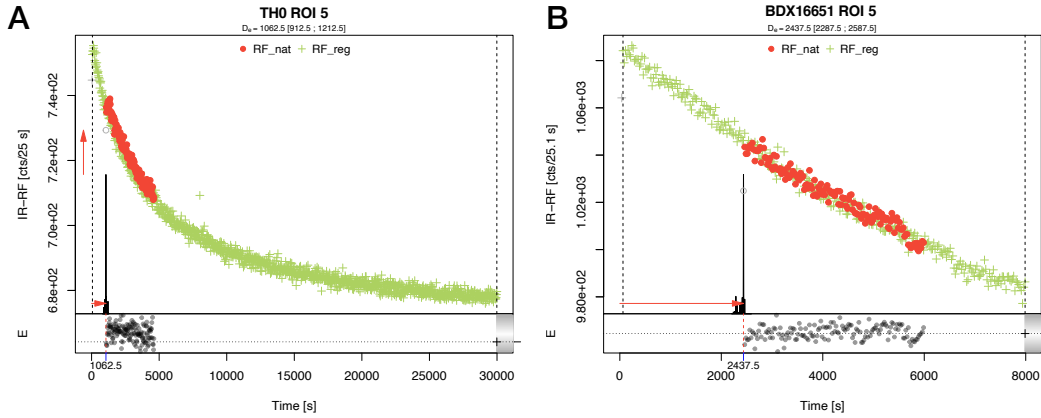 A
TH0 ROI 5
Dₑ = 1062.5 [912.5 ; 1212.5]
RF_nat
RF_reg
IR−RF [cts/25 s]
7.4e+02
7.2e+02
7.0e+02
6.8e+02
E
1062.5
0
5000
10000
15000
20000
25000
30000
Time [s]
B
BDX16651 ROI 5
Dₑ = 2437.5 [2287.5 ; 2587.5]
RF_nat
RF_reg
IR−RF [cts/25.1 s]
1.06e+03
1.02e+03
9.80e+02
E
2437.5
0
2000
4000
6000
8000
Time [s]